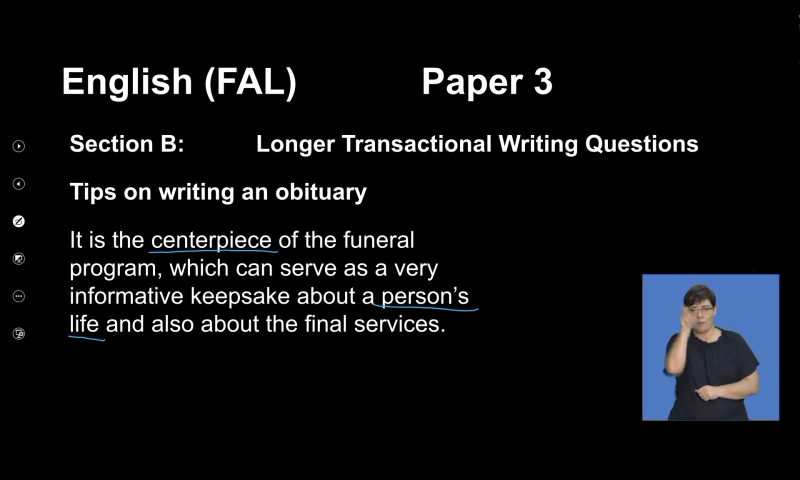 English (FAL) Paper 3
Section B: Longer Transactional Writing Questions
Tips on writing an obituary
It is the centerpiece of the funeral
program, which can serve as a very
informative keepsake about a person's
life and also about the final services.